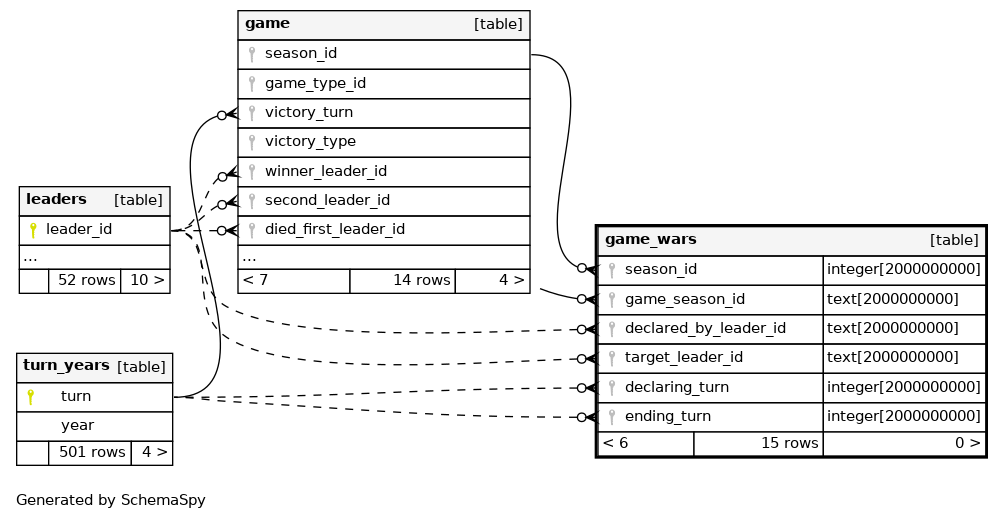 game [table]
season_id
game_type_id
victory_turn
victory_type
winner_leader_id
second_leader_id
died_first_leader_id
...
< 7 14 rows 4 >
leaders [table]
leader_id
...
52 rows 10 >
turn_years [table]
turn
year
501 rows 4 >
game_wars [table]
season_id integer[2000000000]
game_season_id text[2000000000]
declared_by_leader_id text[2000000000]
target_leader_id text[2000000000]
declaring_turn integer[2000000000]
ending_turn integer[2000000000]
< 6 15 rows 0 >
Generated by SchemaSpy